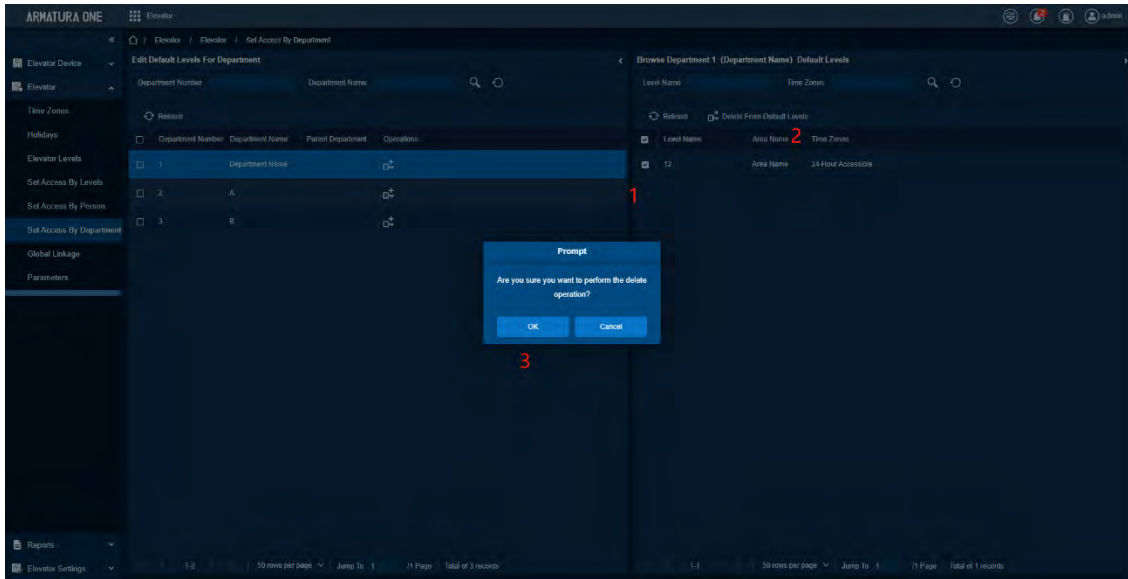 ARMATURA ONE
Elevator
admin
Elevator / Elevator / Set Access By Department
Elevator Device
Elevator
Time Zones
Holidays
Elevator Levels
Set Access By Levels
Set Access By Person
Set Access By Department
Global Linkage
Parameters
Reports
Elevator Settings
Edit Default Levels For Department
Department Number Department Name
Refresh
Department Number Department Name Parent Department Operations
1 Department Name
2 A
3 B
1-3 50 rows per page Jump To 1 /1 Page Total of 3 records
Browse Department 1 (Department Name) Default Levels
Level Name Time Zones
Refresh Delete From Default Levels
Level Name Area Name Time Zones
12 Area Name 24-Hour Accessible
1-1 50 rows per page Jump To 1 /1 Page Total of 1 records
1
2
Prompt
Are you sure you want to perform the delete
operation?
OK Cancel
3